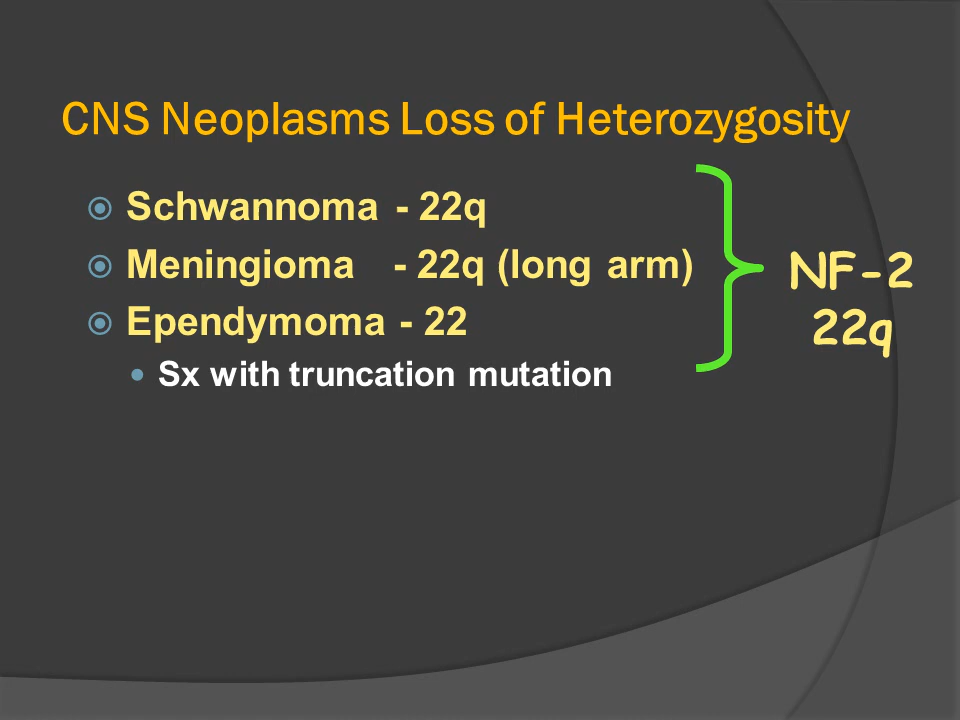 CNS Neoplasms Loss of Heterozygosity
Schwannoma - 22q
Meningioma - 22q (long arm)
Ependymoma - 22
Sx with truncation mutation
NF-2
22q